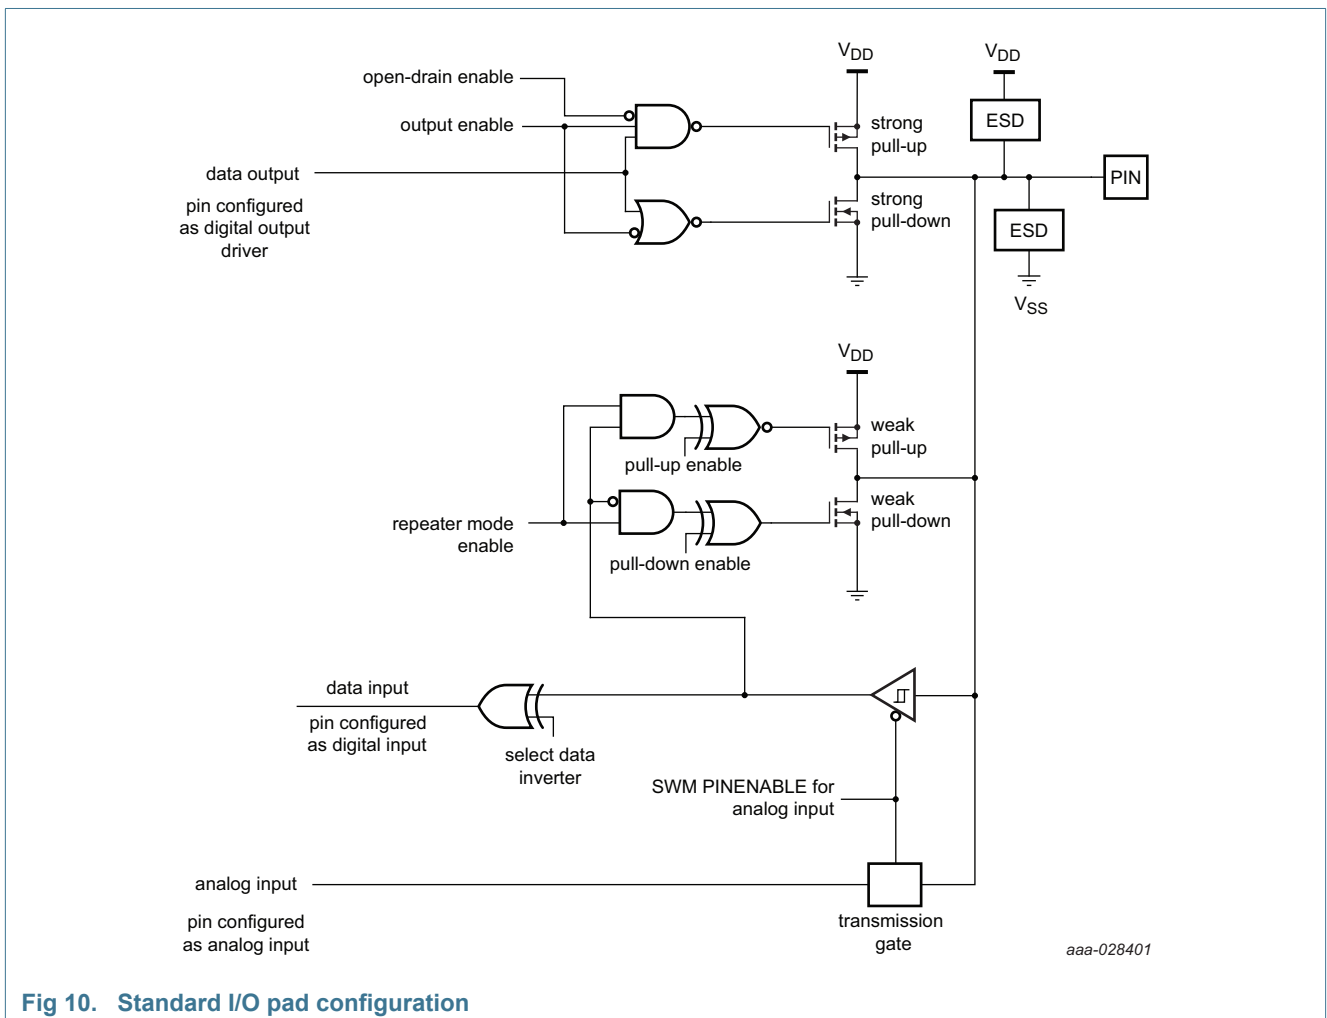 VDD
VDD
open-drain enable
output enable
strong
pull-up
ESD
data output
PIN
pin configured
as digital output
driver
strong
pull-down
ESD
VSS
VDD
weak
pull-up
pull-up enable
weak
pull-down
repeater mode
enable
pull-down enable
data input
pin configured
as digital input
select data
inverter
SWM PINENABLE for
analog input
analog input
pin configured
as analog input
transmission
gate
aaa-028401
Fig 10. Standard I/O pad configuration